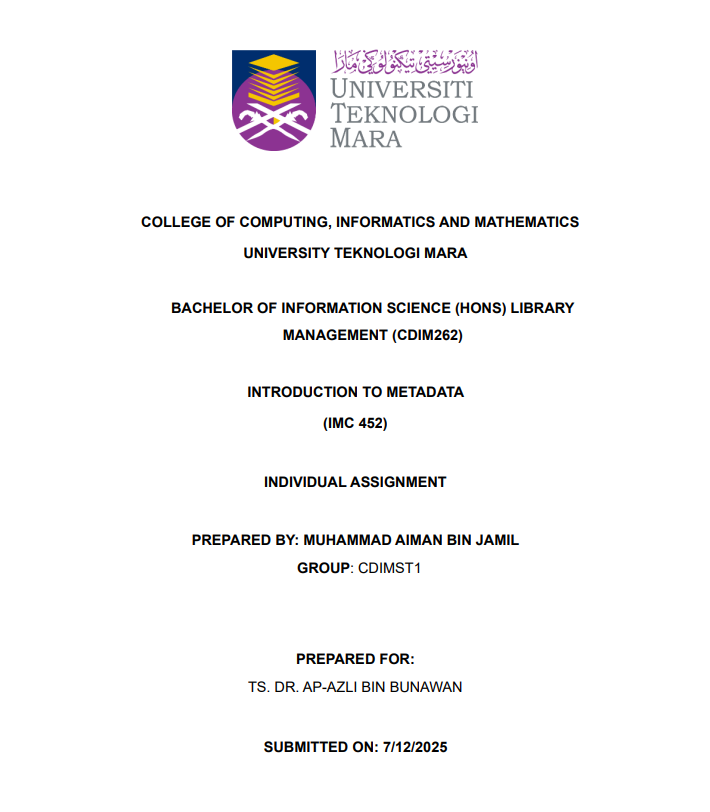 اونيۏرسيتي تيكنولوڬي مارا
UNIVERSITI
TEKNOLOGI
MARA
COLLEGE OF COMPUTING, INFORMATICS AND MATHEMATICS
UNIVERSITY TEKNOLOGI MARA
BACHELOR OF INFORMATION SCIENCE (HONS) LIBRARY
MANAGEMENT (CDIM262)
INTRODUCTION TO METADATA
(IMC 452)
INDIVIDUAL ASSIGNMENT
PREPARED BY: MUHAMMAD AIMAN BIN JAMIL
GROUP: CDIMST1
PREPARED FOR:
TS. DR. AP-AZLI BIN BUNAWAN
SUBMITTED ON: 7/12/2025